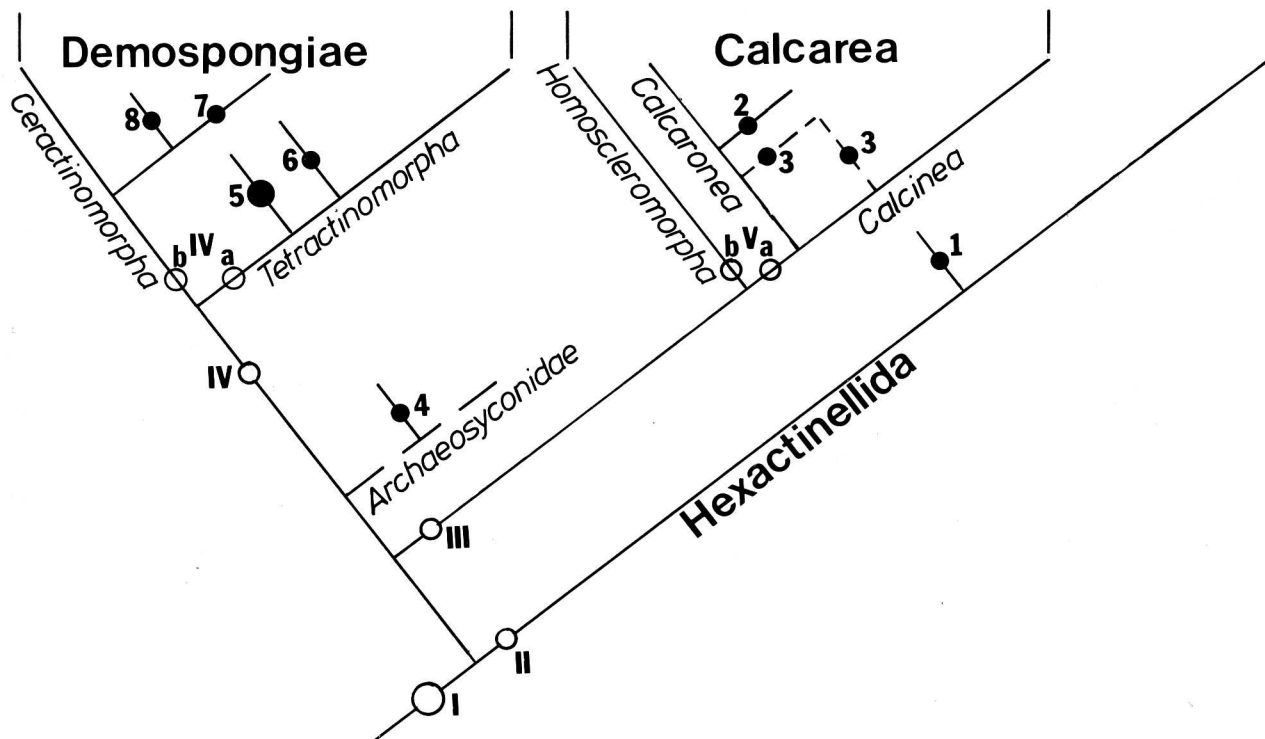 Demospongiae
Calcarea
Ceractinomorpha
8
7
6
5
Tetractinomorpha
Homoscleromorpha
Calcaronea
2
3
3
Calcinea
1
b IV a
b V a
IV
4
Archaeosyconidae
Hexactinellida
III
II
I